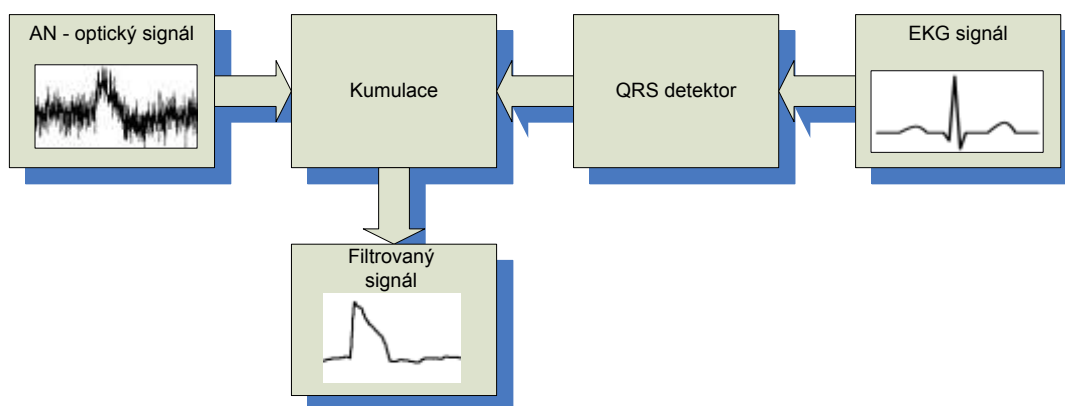 AN - optický signál
Kumulace
QRS detektor
EKG signál
Filtrovaný
signál